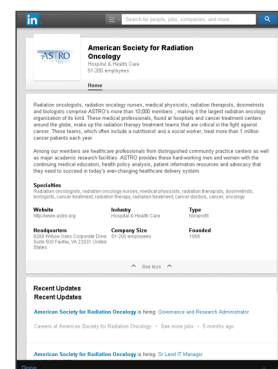 in
Search for people, jobs, companies, and more...
ASTRO
American Society for Radiation
Oncology
Hospital & Health Care
51-200 employees
Home
Radiation oncologists, radiation oncology nurses, medical physicists, radiation therapists, dosimetrists
and biologists comprise ASTRO's more than 10,000 members , making it the largest radiation oncology
organization of its kind. These medical professionals, found at hospitals and cancer treatment centers
around the globe, make up the radiation therapy treatment teams that are critical in the fight against
cancer. These teams, which often include a nutritionist and a social worker, treat more than 1 million
cancer patients each year.
Among our members are healthcare professionals from distinguished community practice centers as well
as major academic research facilities. ASTRO provides these hard-working men and women with the
continuing medical education, health policy analysis, patient information resources and advocacy that
they need to succeed in today's ever-changing healthcare delivery system
Specialties
Radiation oncologists, radiation oncology nurses, medical physicists, radiation therapists, dosimetrists,
biologists, cancer treatment, radiation therapy, radiation treatment, cancer doctors, cancer, oncology
Website Industry Type
http://www.astro.org Hospital & Health Care Nonprofit
Headquarters Company Size Founded
Willow Oaks Corporate Drive 51-200 employees 1958
Suite 500 Fairfax, VA 22031 United
States
See less
Recent Updates
Recent Updates
American Society for Radiation Oncology is hiring: Governance and Research Administrator
Careers at American Society for Radiation Oncology • See more jobs • 5 months ago
American Society for Radiation Oncology is hiring: Sr Level IT Manager